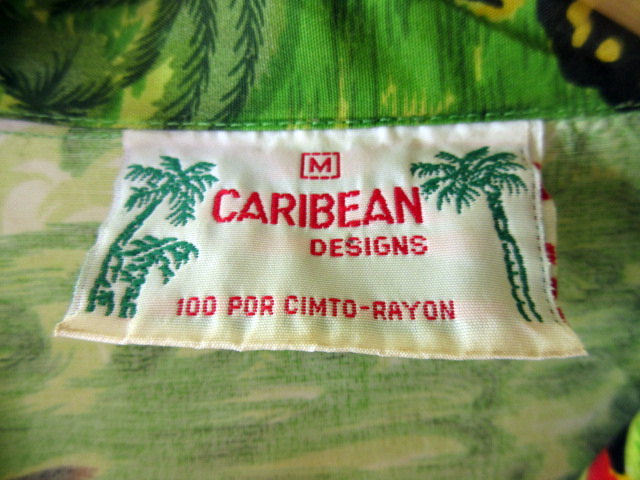 M
CARIBEAN
DESIGNS
100 POR CIMTO-RAYON